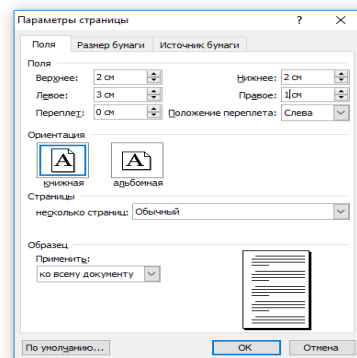 Параметры страницы ? ×
Поля Размер бумаги Источник бумаги
Поля
Верхнее: 2 см Нижнее: 2 см
Левое: 3 см Правое: 1 см
Переплет: 0 см Положение переплета: Слева
Ориентация
A A
книжная альбомная
Страницы
несколько страниц: Обычный
Образец
Применить:
ко всему документу
По умолчанию... ОК Отмена